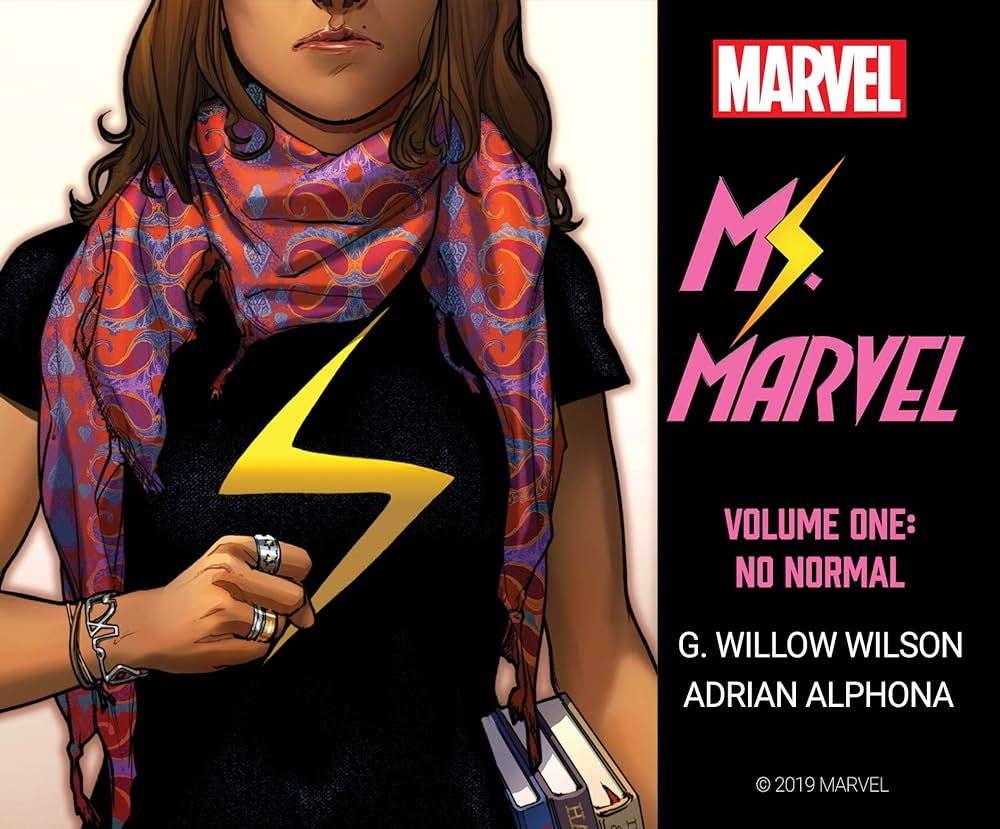 MARVEL
Ms.
MARVEL
VOLUME ONE:
NO NORMAL
G. WILLOW WILSON
ADRIAN ALPHONA
© 2019 MARVEL